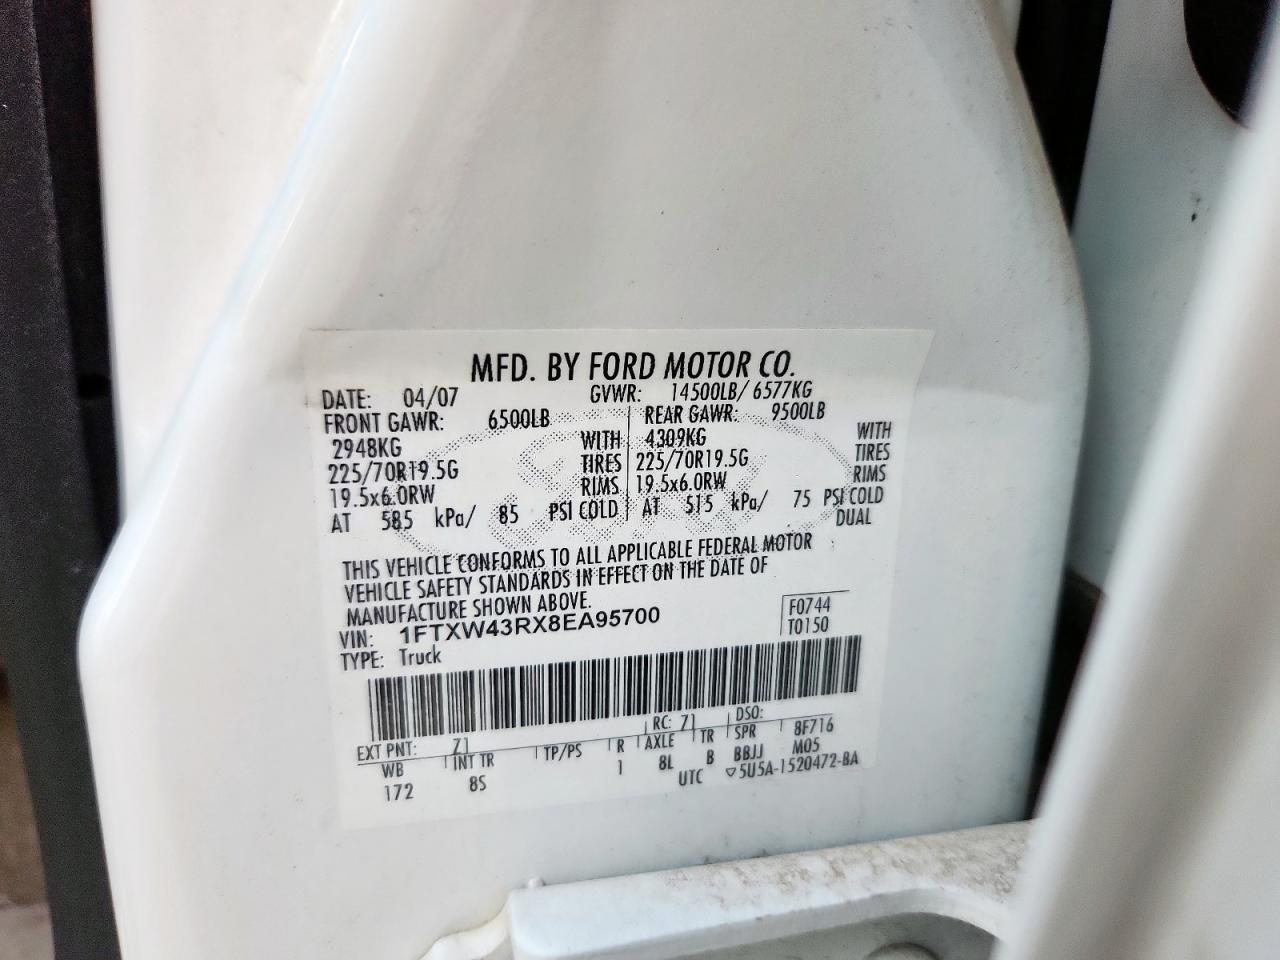 MFD. BY FORD MOTOR CO.
DATE: 04/07 GVWR: 14500LB/ 6577KG
FRONT GAWR: 6500LB REAR GAWR: 9500LB
2948KG WITH 4309KG WITH
225/70R19.5G TIRES 225/70R19.5G TIRES
19.5x6.0RW RIMS 19.5x6.0RW RIMS
AT 585 kPa/ 85 PSI COLD AT 515 kPa/ 75 PSI COLD
DUAL
THIS VEHICLE CONFORMS TO ALL APPLICABLE FEDERAL MOTOR
VEHICLE SAFETY STANDARDS IN EFFECT ON THE DATE OF
MANUFACTURE SHOWN ABOVE.
VIN: 1FTXW43RX8EA95700 F0744
TYPE: Truck T0150
EXT PNT: Z1 RC: 71 DSO:
WB INT TR TP/PS R AXLE TR SPR 8F716
172 8S 1 8L B BBJJ M05
UTC ▽5U5A-1520472-BA